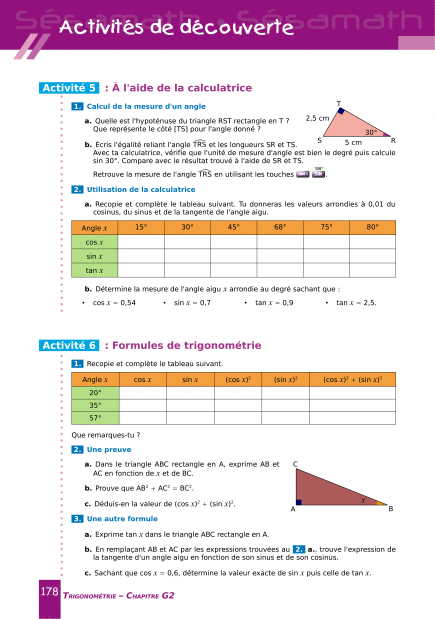 Sésamath • Sésamath
Activités de découverte
Activité 5 : À l'aide de la calculatrice
1. Calcul de la mesure d'un angle
a. Quelle est l'hypoténuse du triangle RST rectangle en T ?
Que représente le côté [TS] pour l'angle donné ?
T
2,5 cm
30°
S
5 cm
R
b. Écris l'égalité reliant l'angle TRS et les longueurs SR et TS.
Avec ta calculatrice, vérifie que l'unité de mesure d'angle est bien le degré puis calcule
sin 30°. Compare avec le résultat trouvé à l'aide de SR et TS.
Retrouve la mesure de l'angle TRS en utilisant les touches
2. Utilisation de la calculatrice
a. Recopie et complète le tableau suivant. Tu donneras les valeurs arrondies à 0,01 du
cosinus, du sinus et de la tangente de l'angle aigu.
Angle x 15° 30° 45° 68° 75° 80°
cos x
sin x
tan x
b. Détermine la mesure de l'angle aigu x arrondie au degré sachant que :
• cos x = 0,54 • sin x = 0,7 • tan x = 0,9 • tan x = 2,5.
Activité 6 : Formules de trigonométrie
1. Recopie et complète le tableau suivant.
Angle x cos x sin x (cos x)² (sin x)² (cos x)² + (sin x)²
20°
35°
57°
Que remarques-tu ?
2. Une preuve
a. Dans le triangle ABC rectangle en A, exprime AB et
AC en fonction de x et de BC.
b. Prouve que AB² + AC² = BC².
c. Déduis-en la valeur de (cos x)² + (sin x)².
C
x
A
B
3. Une autre formule
a. Exprime tan x dans le triangle ABC rectangle en A.
b. En remplaçant AB et AC par les expressions trouvées au 2. a., trouve l'expression de
la tangente d'un angle aigu en fonction de son sinus et de son cosinus.
c. Sachant que cos x = 0,6, détermine la valeur exacte de sin x puis celle de tan x.
178 TRIGONOMÉTRIE – CHAPITRE G2